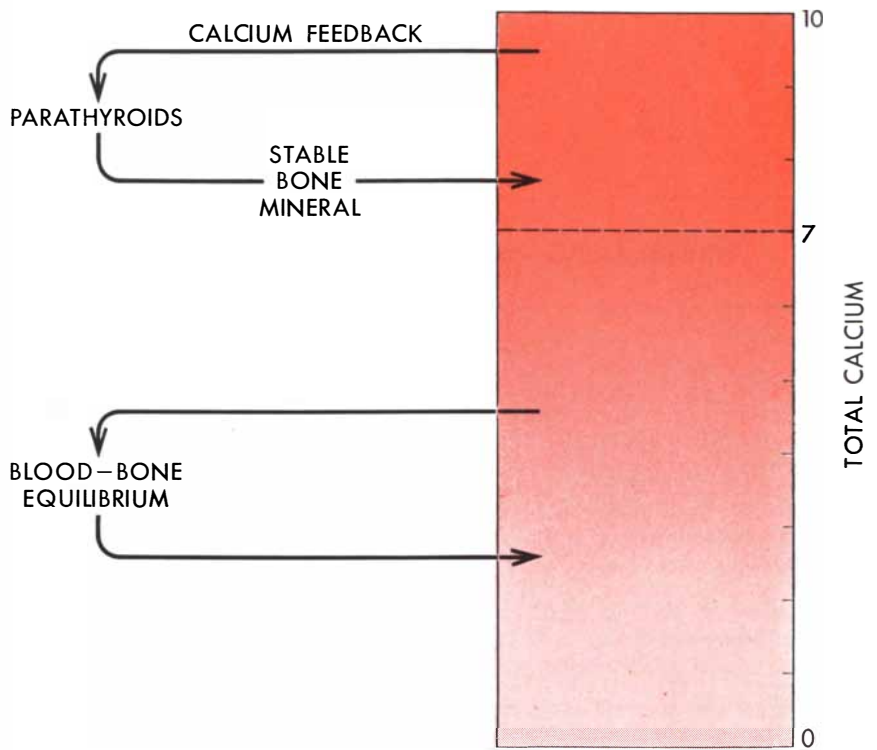 CALCIUM FEEDBACK
PARATHYROIDS
STABLE
BONE
MINERAL
BLOOD–BONE
EQUILIBRIUM
10
7
0
TOTAL CALCIUM